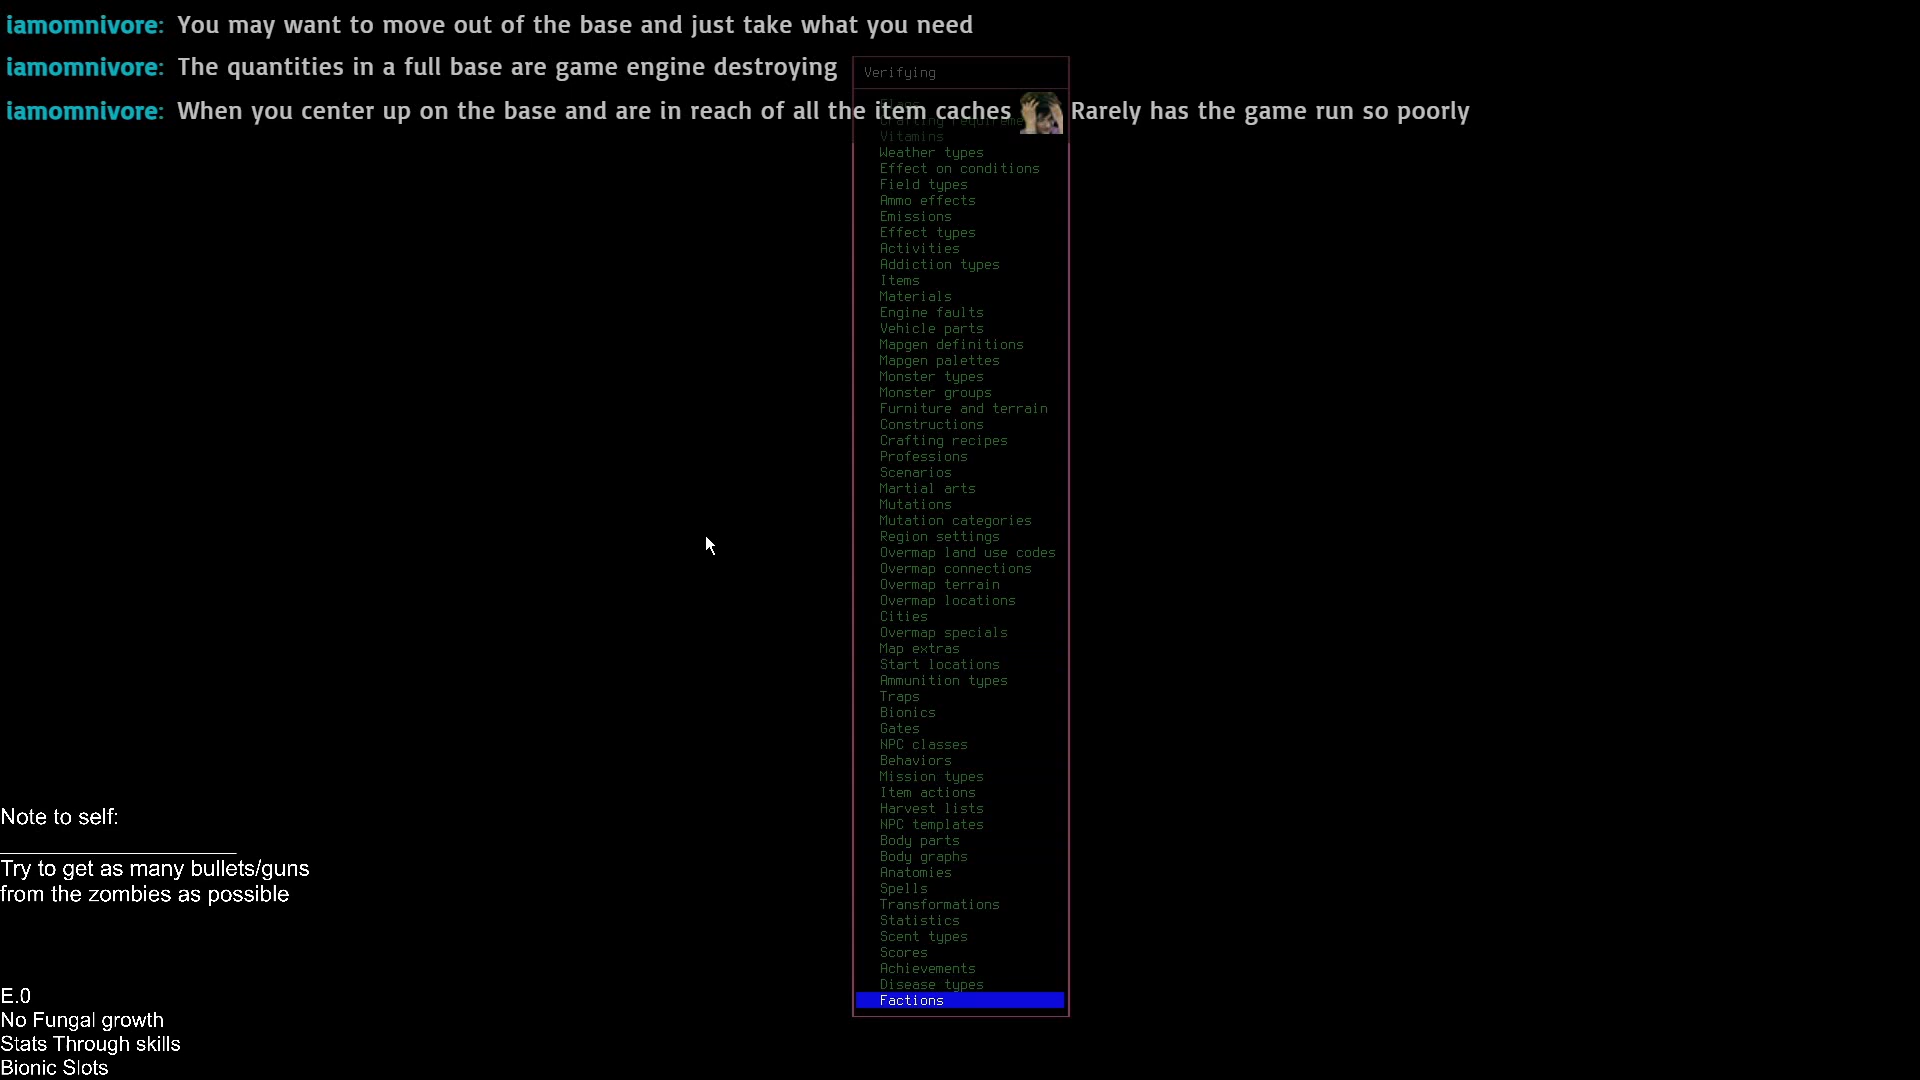 iamomnivore: You may want to move out of the base and just take what you need
iamomnivore: The quantities in a full base are game engine destroying
Verifying
iamomnivore: When you center up on the base and are in reach of all the item caches Rarely has the game run so poorly
Vitamins
Weather types
Effect on conditions
Field types
Ammo effects
Emissions
Effect types
Activities
Addiction types
Items
Materials
Engine faults
Vehicle parts
Mapgen definitions
Mapgen palettes
Monster types
Monster groups
Furniture and terrain
Constructions
Crafting recipes
Professions
Scenarios
Martial arts
Mutations
Mutation categories
Region settings
Overmap land use codes
Overmap connections
Overmap terrain
Overmap locations
Cities
Overmap specials
Map extras
Start locations
Ammunition types
Traps
Bionics
Gates
NPC classes
Behaviors
Mission types
Item actions
Harvest lists
NPC templates
Body parts
Body graphs
Anatomies
Spells
Transformations
Statistics
Scent types
Scores
Achievements
Disease types
Factions
Note to self:
Try to get as many bullets/guns
from the zombies as possible
E.0
No Fungal growth
Stats Through skills
Bionic Slots